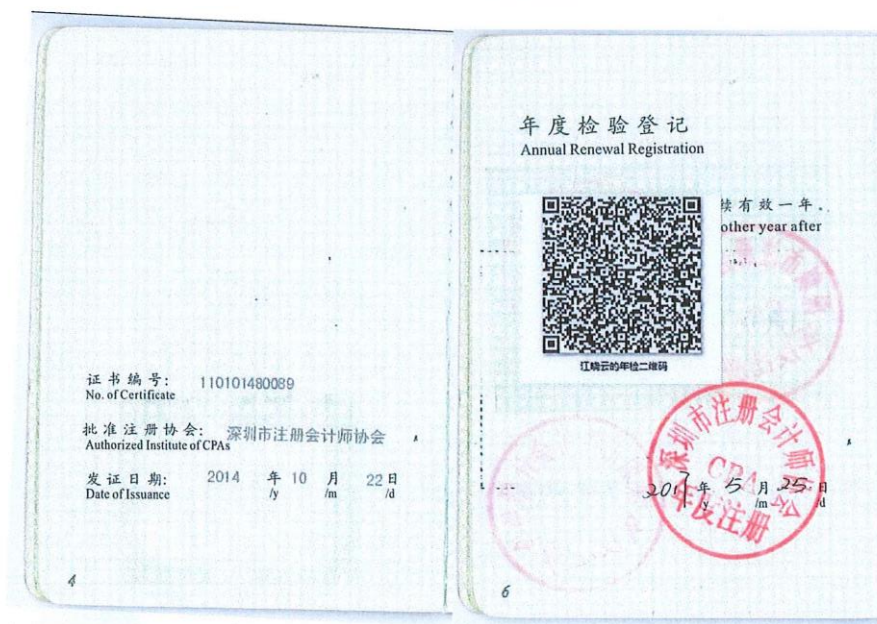 证书编号: 110101480089
No. of Certificate
批准注册协会: 深圳市注册会计师协会
Authorized Institute of CPAs
发证日期: 2014 年 10 月 22 日
Date of Issuance /y /m /d
4
年度检验登记
Annual Renewal Registration
续有效一年.
other year after
江晓云的年检二维码
深圳市注册会计师协会
CPA
年度注册
年 5 月 25 日
/y /m /d
6